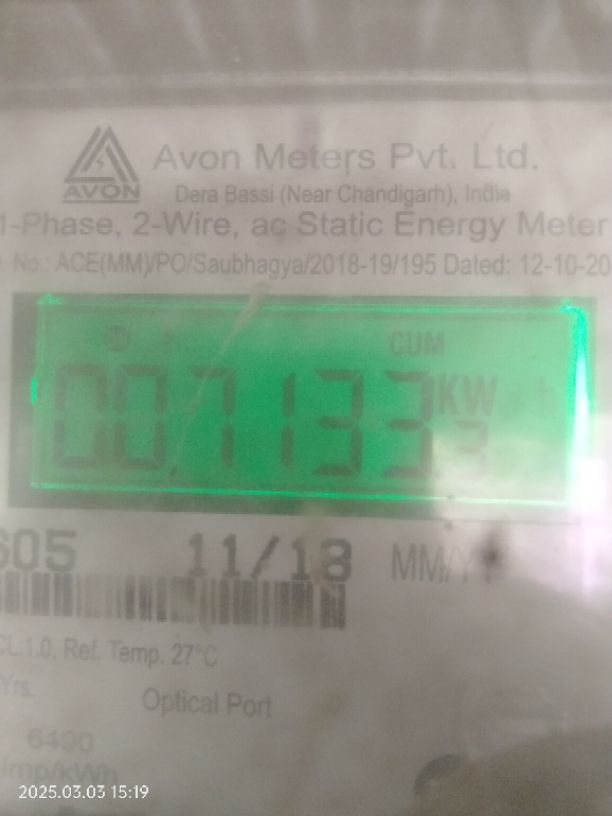 AVON
Avon Meters Pvt. Ltd.
Dera Bassi (Near Chandigarh), India
1-Phase, 2-Wire, ac Static Energy Meter
No.: ACE(MM)/PO/Saubhagya/2018-19/195 Dated: 12-10-20
CUM
007133.3 KW h
605 11/18 MM/Y
CL:1.0, Ref. Temp. 27°C
Yrs.
Optical Port
6400
imp/kWh
2025.03.03 15:19